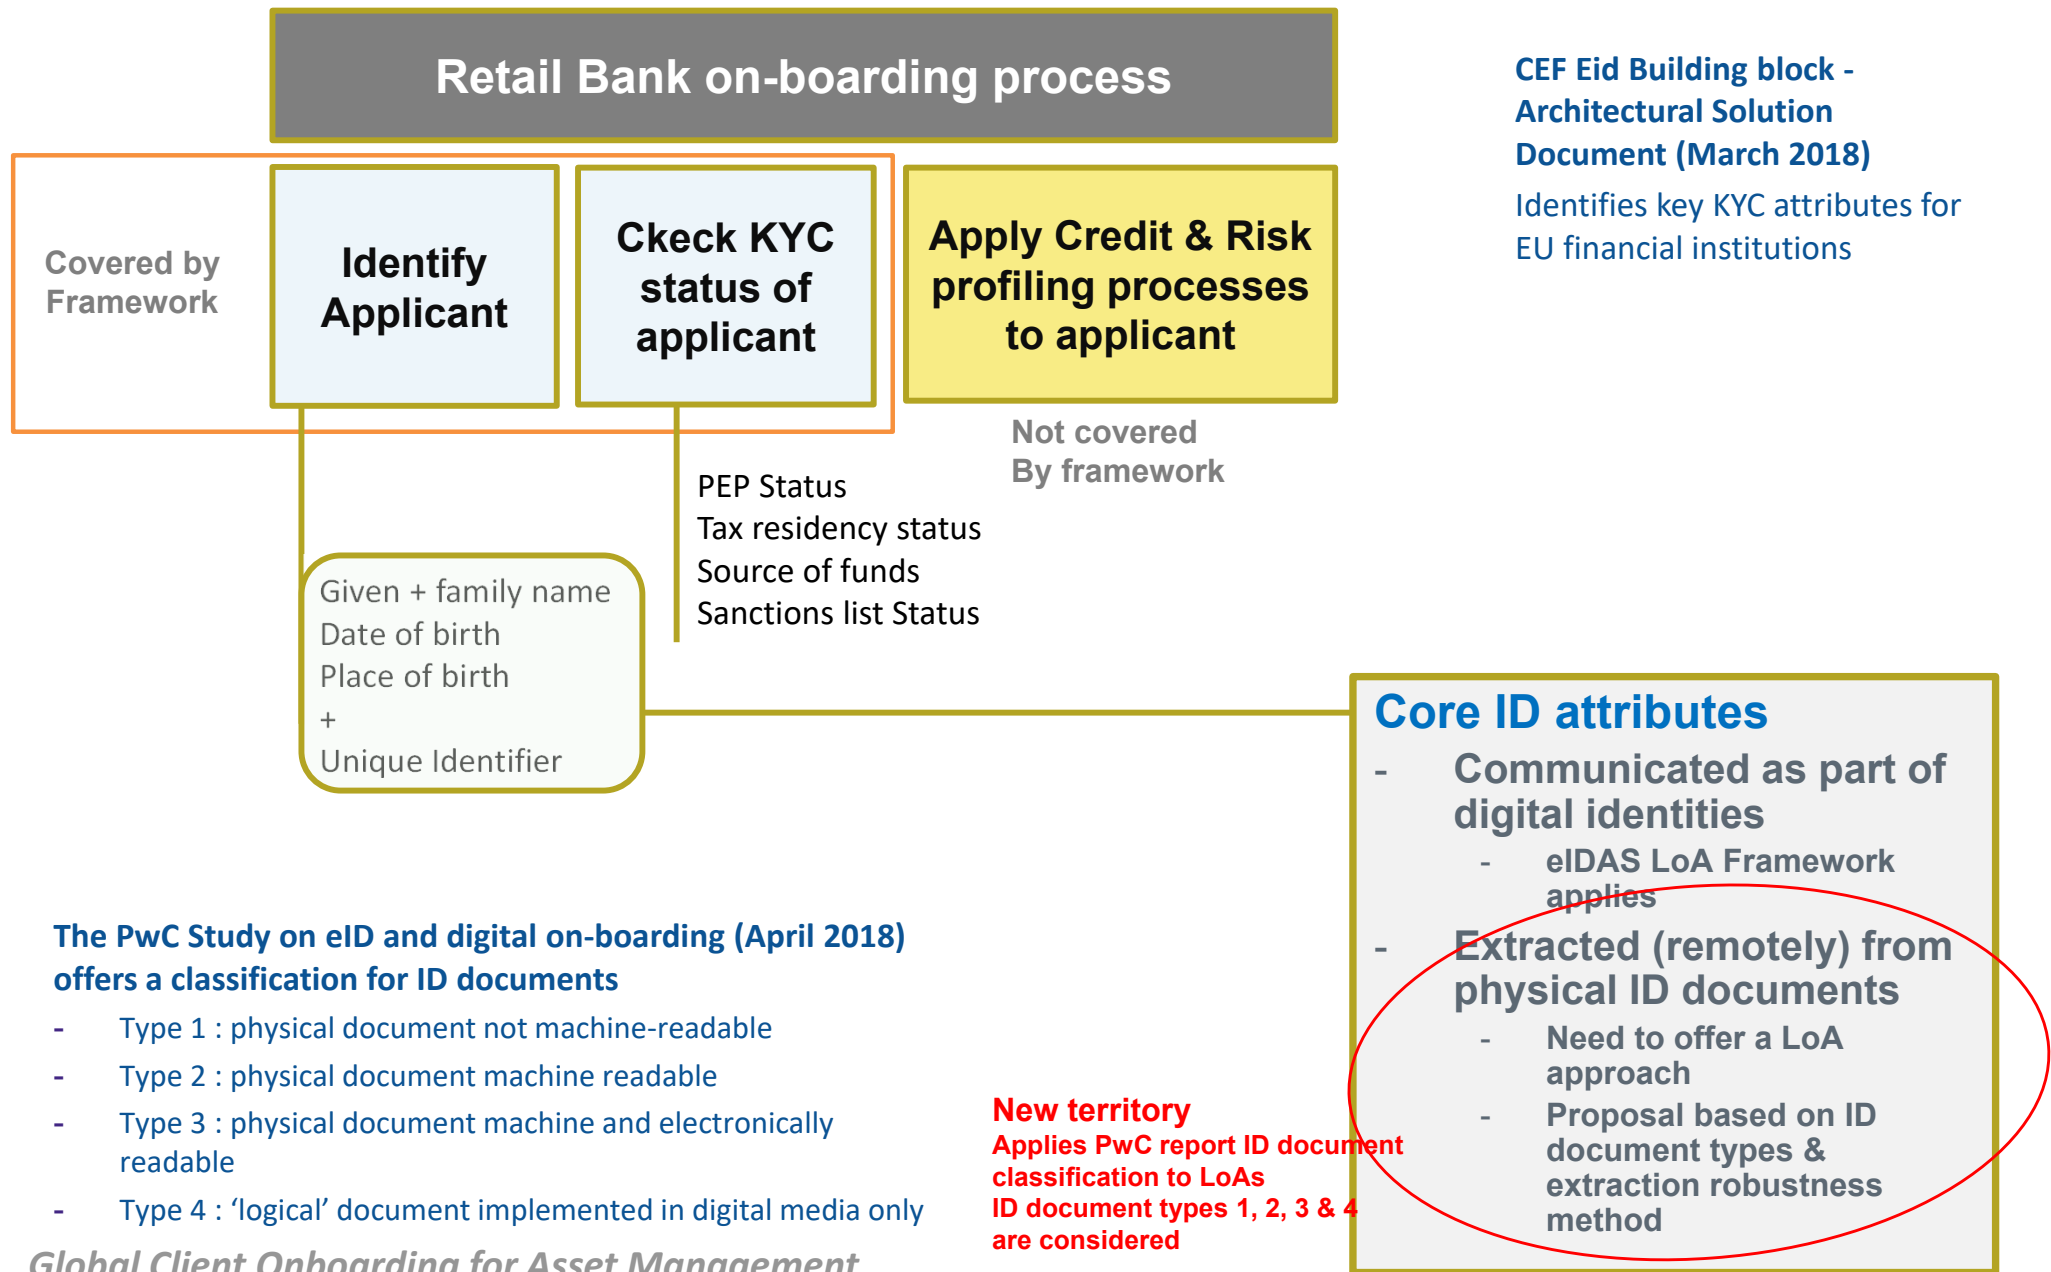 Retail Bank on-boarding process
CEF Eid Building block -
Architectural Solution
Document (March 2018)
Identifies key KYC attributes for
EU financial institutions
Covered by
Framework
Identify
Applicant
Ckeck KYC
status of
applicant
Apply Credit & Risk
profiling processes
to applicant
Not covered
By framework
PEP Status
Tax residency status
Source of funds
Sanctions list Status
Given + family name
Date of birth
Place of birth
+
Unique Identifier
Core ID attributes
- Communicated as part of
digital identities
- eIDAS LoA Framework
applies
- Extracted (remotely) from
physical ID documents
- Need to offer a LoA
approach
- Proposal based on ID
document types &
extraction robustness
method
The PwC Study on eID and digital on-boarding (April 2018)
offers a classification for ID documents
- Type 1 : physical document not machine-readable
- Type 2 : physical document machine readable
- Type 3 : physical document machine and electronically
readable
- Type 4 : ‘logical’ document implemented in digital media only
New territory
Applies PwC report ID document
classification to LoAs
ID document types 1, 2, 3 & 4
are considered
Global Client Onboarding for Asset Management